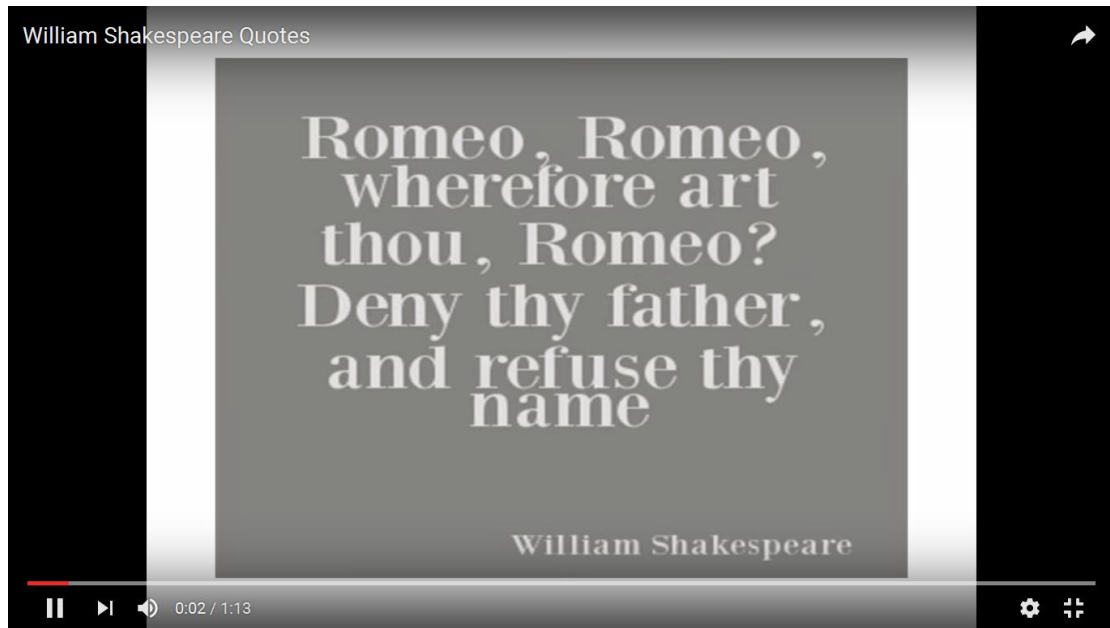 William Shakespeare Quotes
Romeo, Romeo,
wherefore art
thou, Romeo?
Deny thy father,
and refuse thy
name
William Shakespeare
0:02 / 1:13